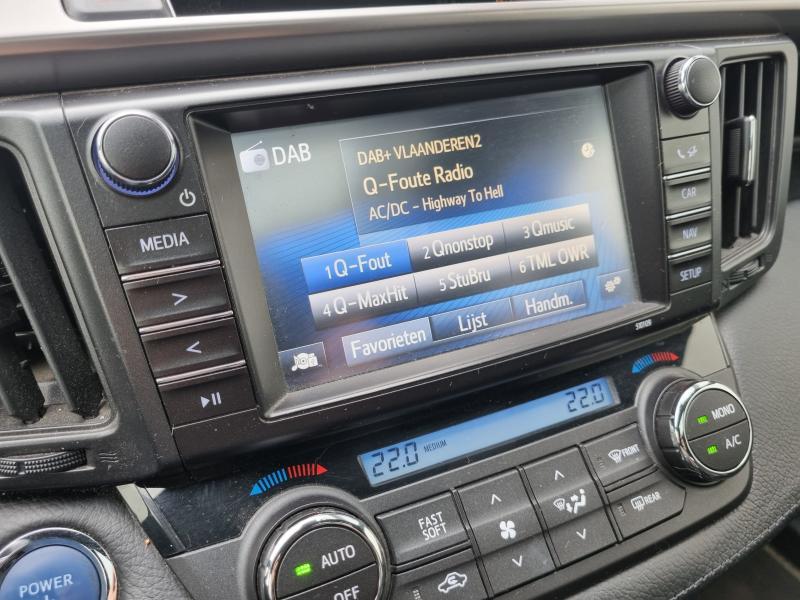 DAB
DAB+ VLAANDEREN2
Q-Foute Radio
AC/DC - Highway To Hell
1 Q-Fout
2 Qnonstop
3 Qmusic
4 Q-MaxHit
5 StuBru
6 TML OWR
Favorieten
Lijst
Handm.
MEDIA
>
<
CAR
NAV
SETUP
510109
22.0
MEDIUM
22.0
MONO
A/C
FRONT
REAR
FAST
SOFT
AUTO
OFF
POWER